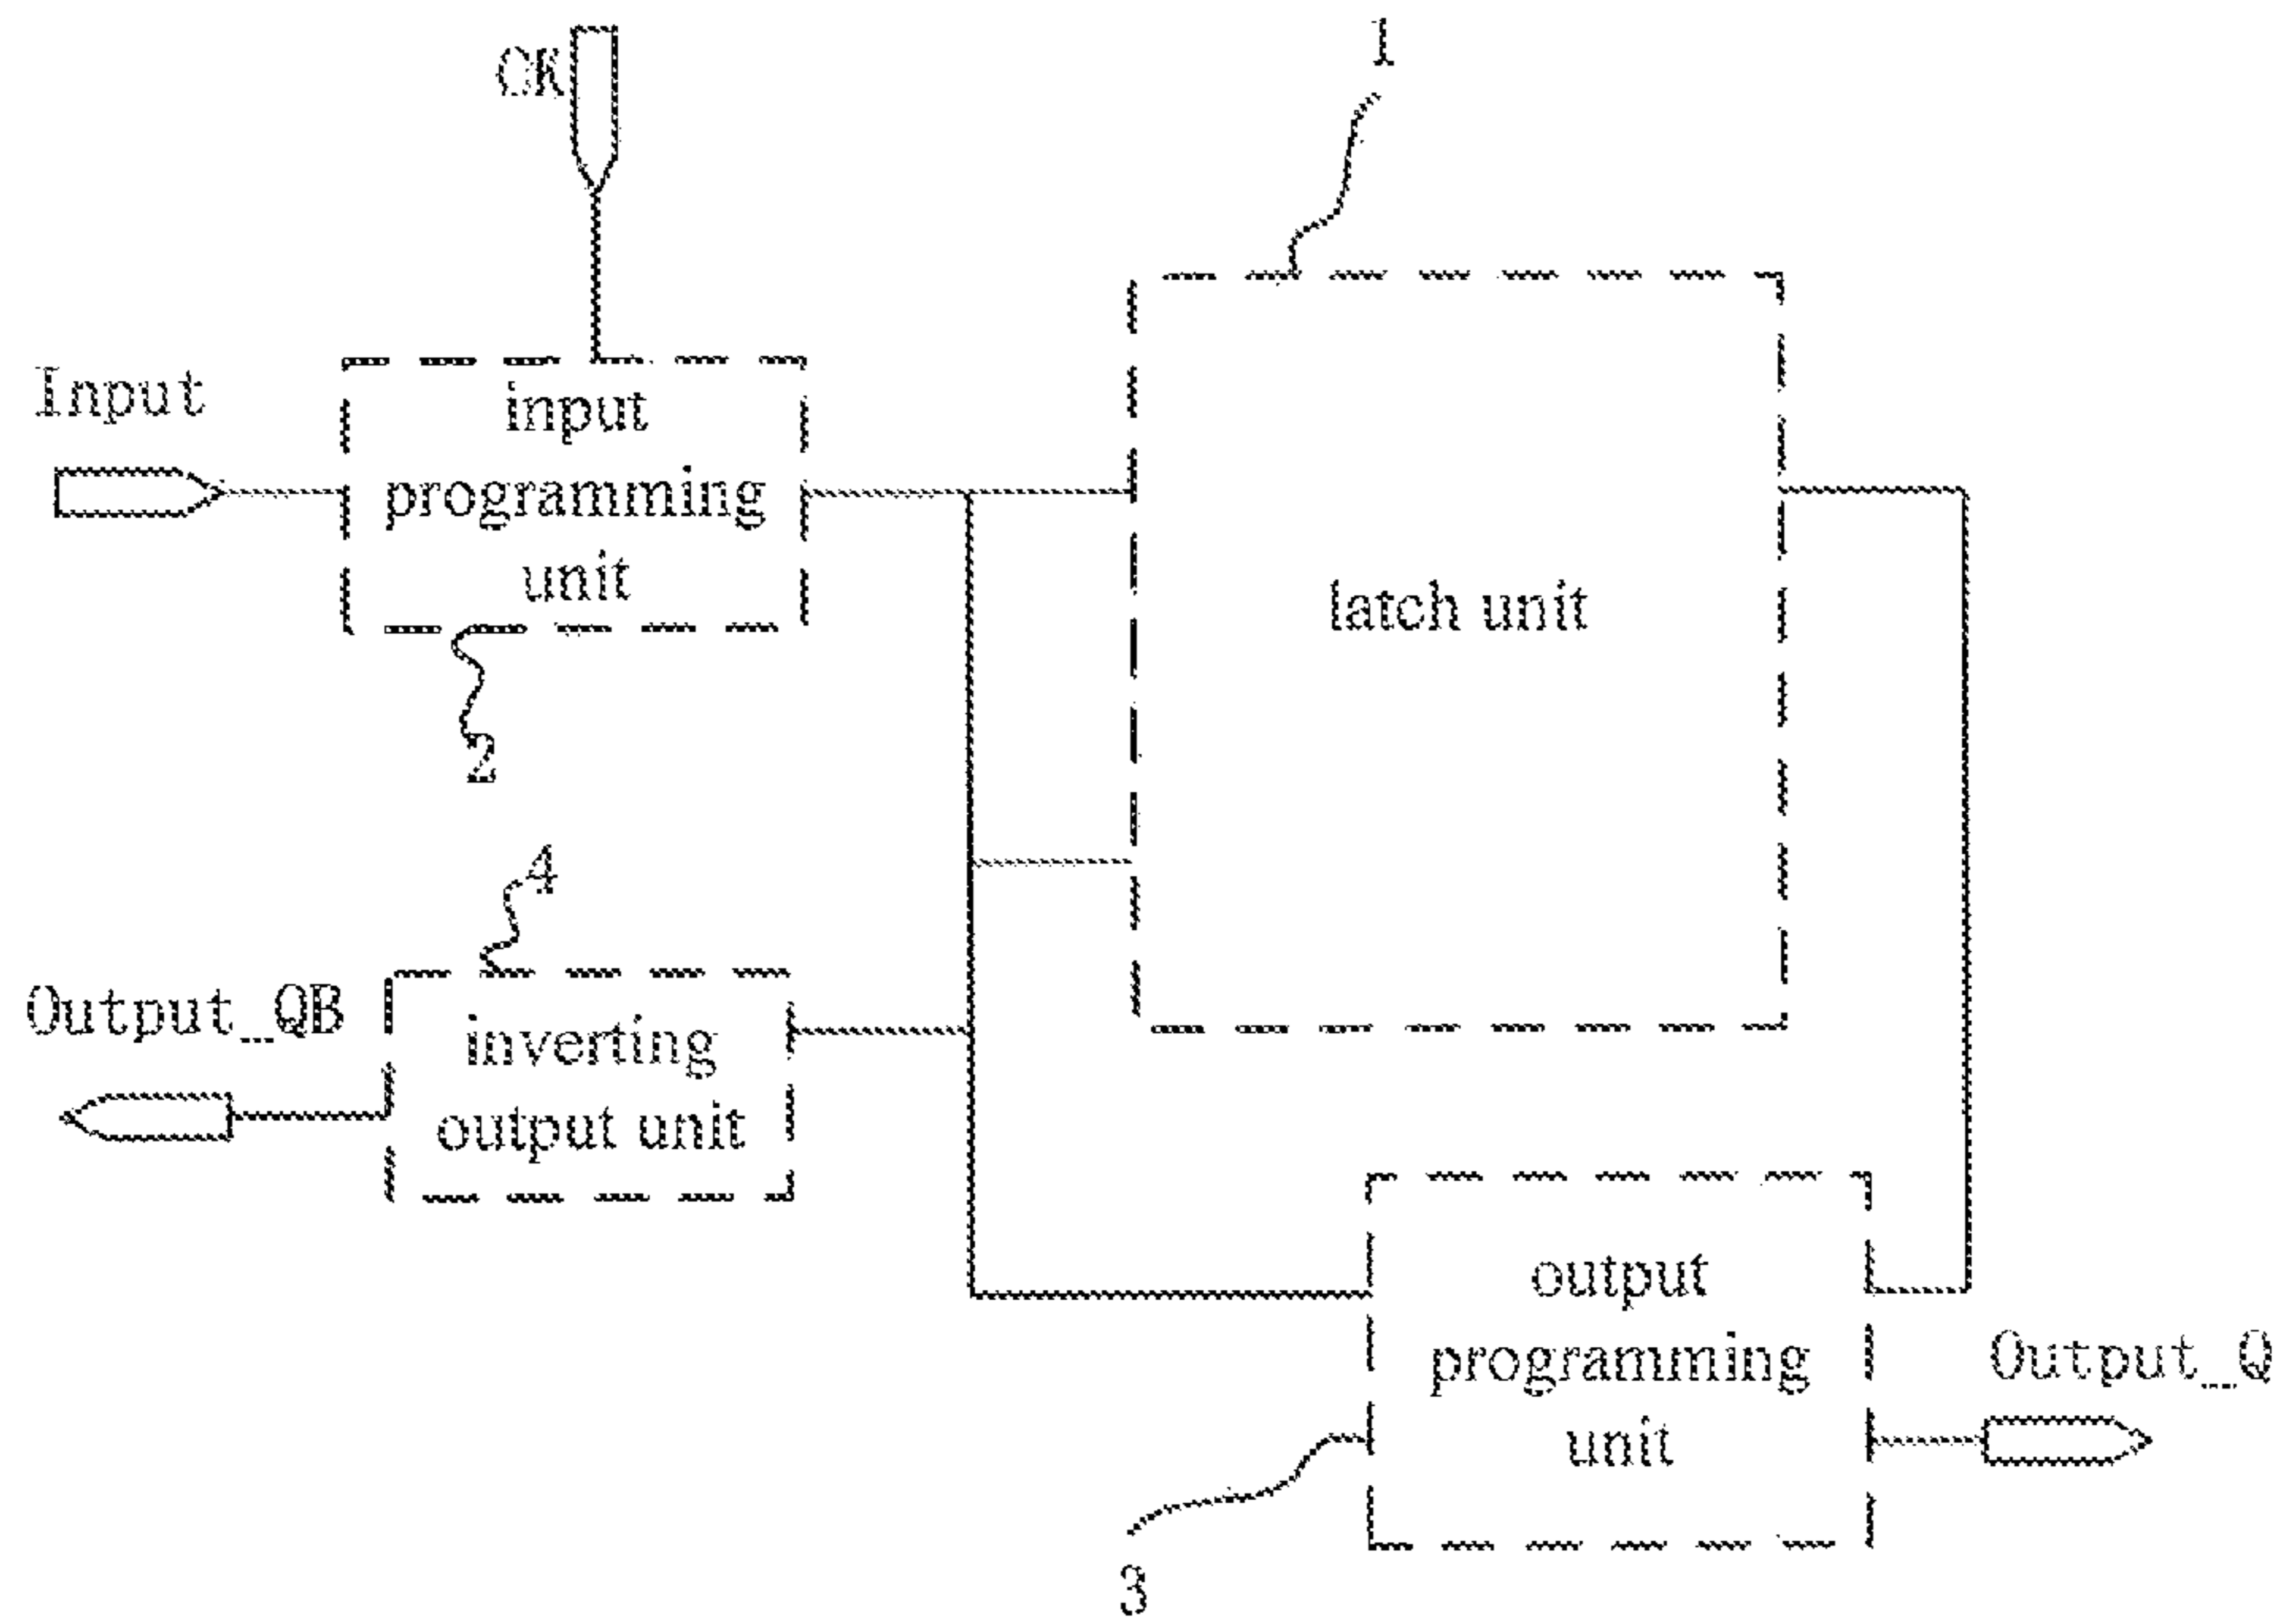 CK
1
Input
input
programming
unit
latch unit
2
4
Output_QB
inverting
output unit
output
programming
unit
Output_Q
3